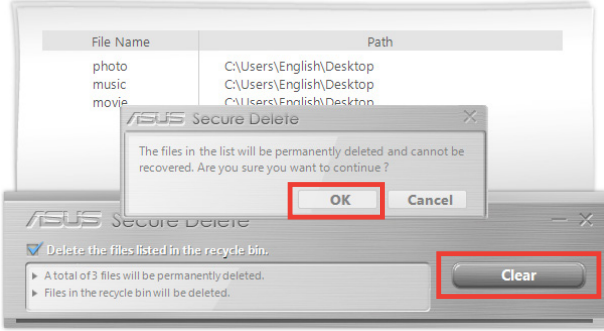 File Name Path
photo C:\Users\English\Desktop
music C:\Users\English\Desktop
movie C:\Users\English\Desktop
ASUS Secure Delete
The files in the list will be permanently deleted and cannot be
recovered. Are you sure you want to continue ?
OK Cancel
ASUS Secure Delete
Delete the files listed in the recycle bin.
A total of 3 files will be permanently deleted.
Files in the recycle bin will be deleted.
Clear